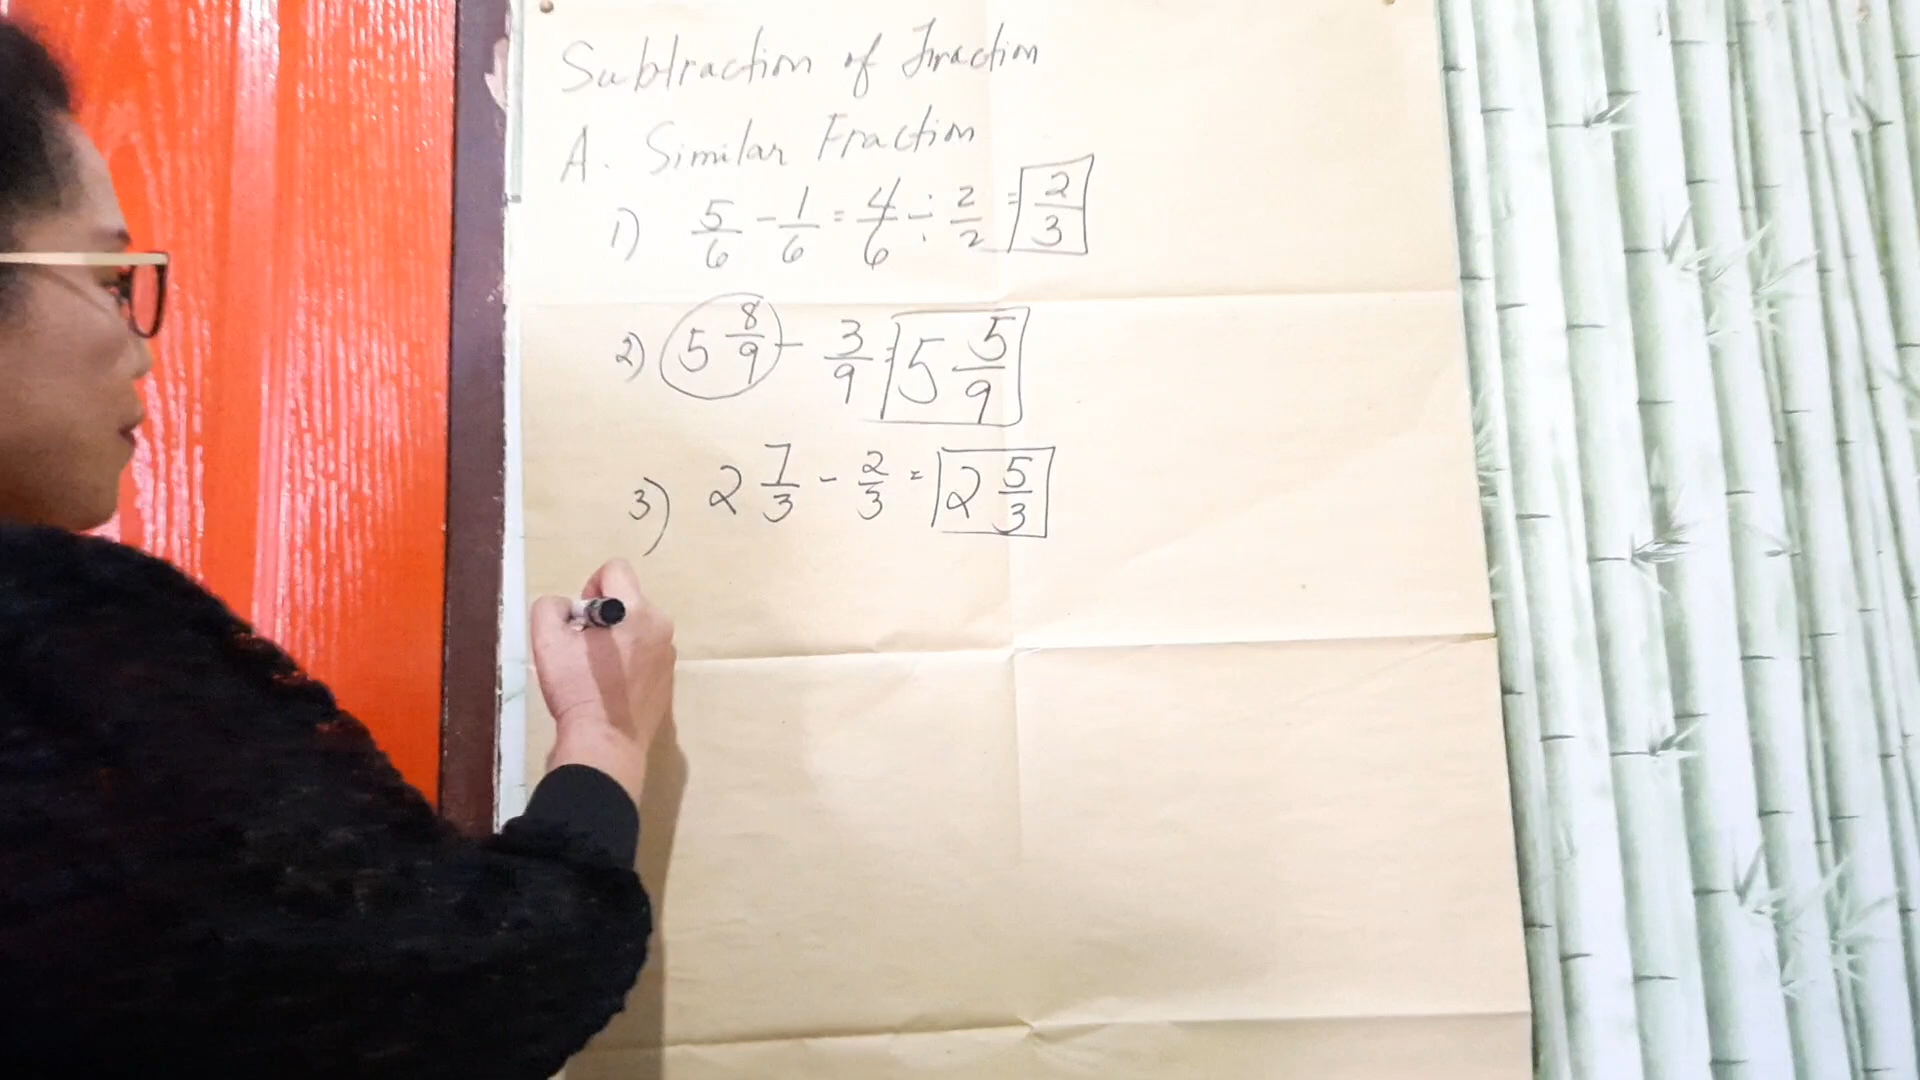 Subtraction of Fraction
A. Similar Fraction
1) 5/6 - 1/6 = 4/6 ÷ 2/2 = 2/3
2) 5 8/9 - 3/9 = 5 5/9
3) 2 7/3 - 2/3 = 2 5/3